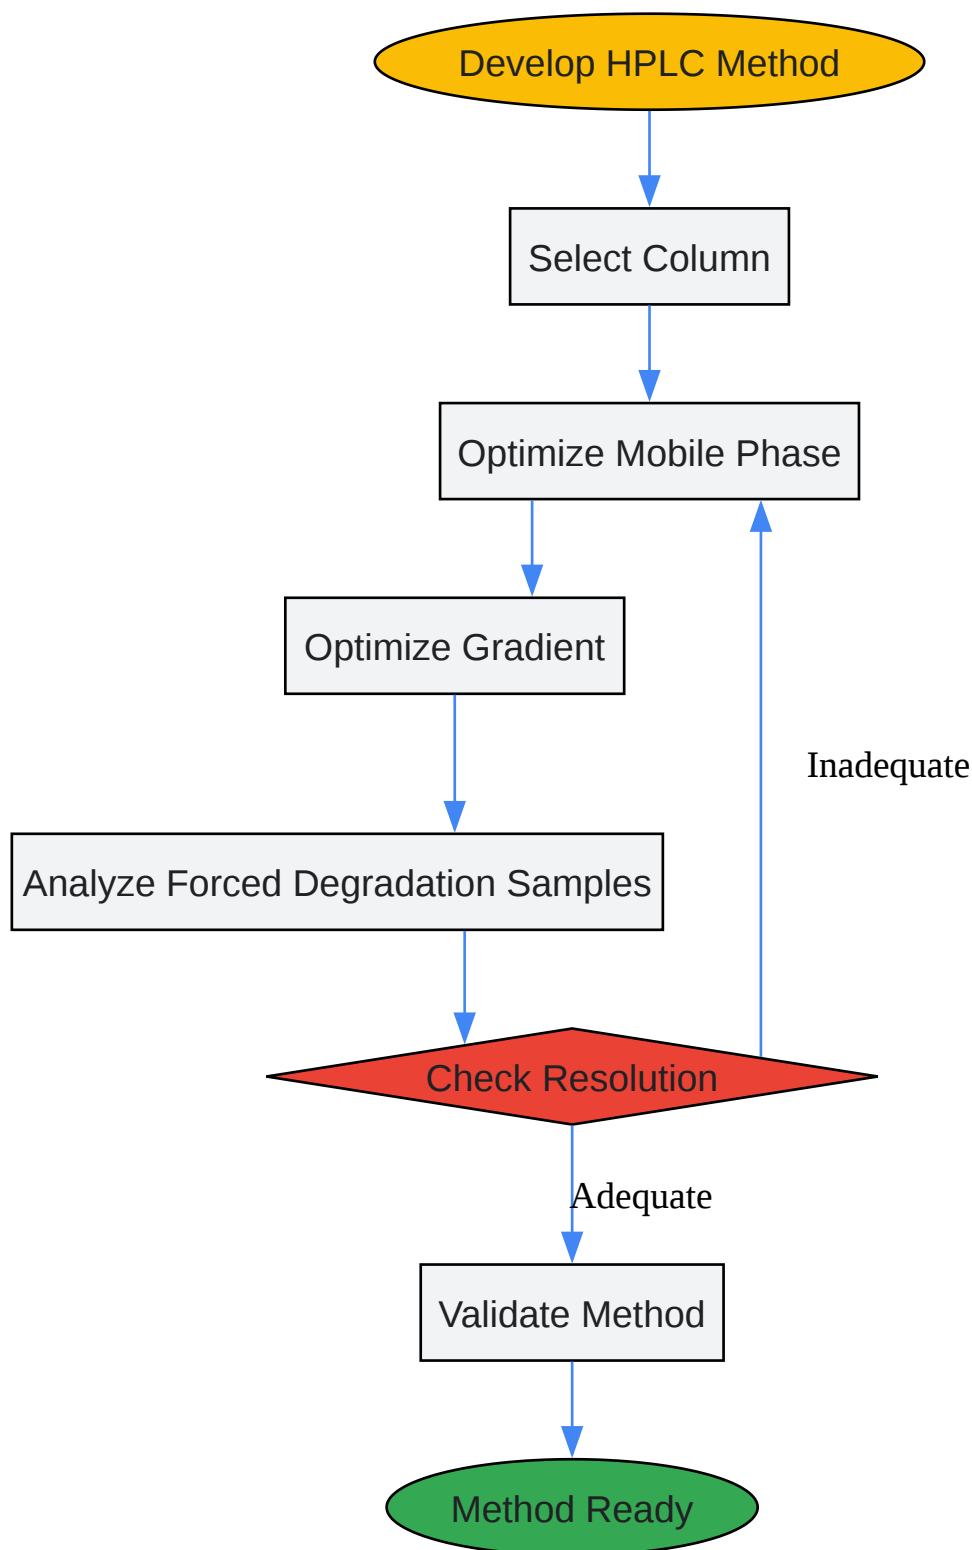 Develop HPLC Method
Select Column
Optimize Mobile Phase
Optimize Gradient
Inadequate
Analyze Forced Degradation Samples
Check Resolution
Adequate
Validate Method
Method Ready